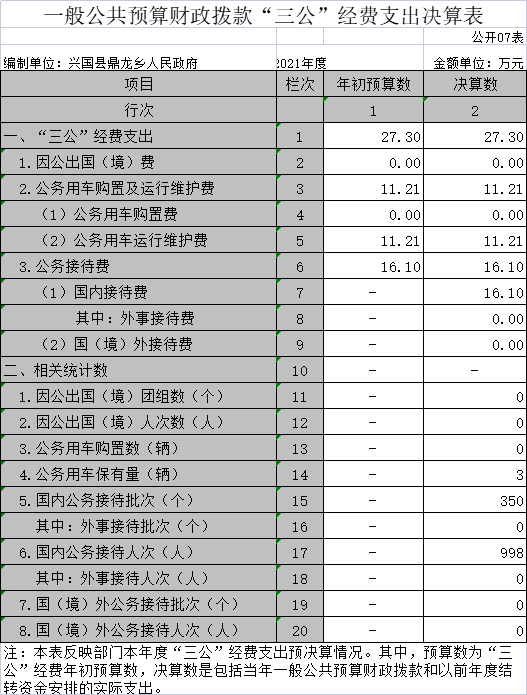 一般公共预算财政拨款“三公”经费支出决算表
公开07表
编制单位：兴国县鼎龙乡人民政府 2021年度 金额单位：万元
项目 栏次 年初预算数 决算数
行次 1 2
一、“三公”经费支出 1 27.30 27.30
1.因公出国（境）费 2 0.00 0.00
2.公务用车购置及运行维护费 3 11.21 11.21
（1）公务用车购置费 4 0.00 0.00
（2）公务用车运行维护费 5 11.21 11.21
3.公务接待费 6 16.10 16.10
（1）国内接待费 7 - 16.10
其中：外事接待费 8 - 0.00
（2）国（境）外接待费 9 - 0.00
二、相关统计数 10 - -
1.因公出国（境）团组数（个） 11 - 0
2.因公出国（境）人次数（人） 12 - 0
3.公务用车购置数（辆） 13 - 0
4.公务用车保有量（辆） 14 - 3
5.国内公务接待批次（个） 15 - 350
其中：外事接待批次（个） 16 - 0
6.国内公务接待人次（人） 17 - 998
其中：外事接待人次（人） 18 - 0
7.国（境）外公务接待批次（个） 19 - 0
8.国（境）外公务接待人次（人） 20 - 0
注：本表反映部门本年度“三公”经费支出预决算情况。其中，预算数为“三
公”经费年初预算数，决算数是包括当年一般公共预算财政拨款和以前年度结
转资金安排的实际支出。